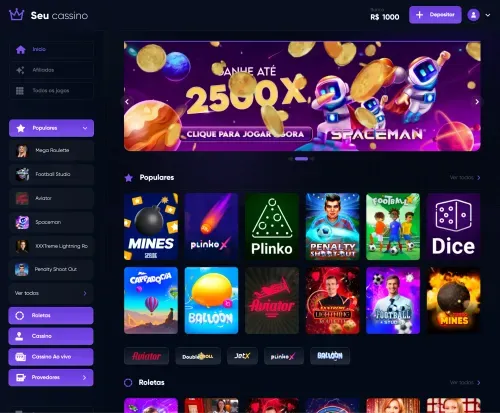 Seu cassino
Saldo
R$ 1000
+ Depositar
Início
Afiliados
Todos os jogos
Populares
Mega Roulette
Football Studio
Aviator
Spaceman
XXXTreme Lightning Ro
Penalty Shoot Out
Ver todos
Roletas
Cassino
Cassino Ao vivo
Provedores
GANHE ATÉ
2500X
CLIQUE PARA JOGAR AGORA
SPACEMAN
Populares
Ver todos
MINES
PLINKO X
Plinko
PENALTY
SHOOT-OUT
FOOTBALL
Dice
CAPPADOCIA
BALLOON
Aviator
LIGHTNING
FOOTBALL
STUDIO
MINES
Aviator
Double ROLL
JetX
PLINKO X
BALLOON
Roletas
Ver todos